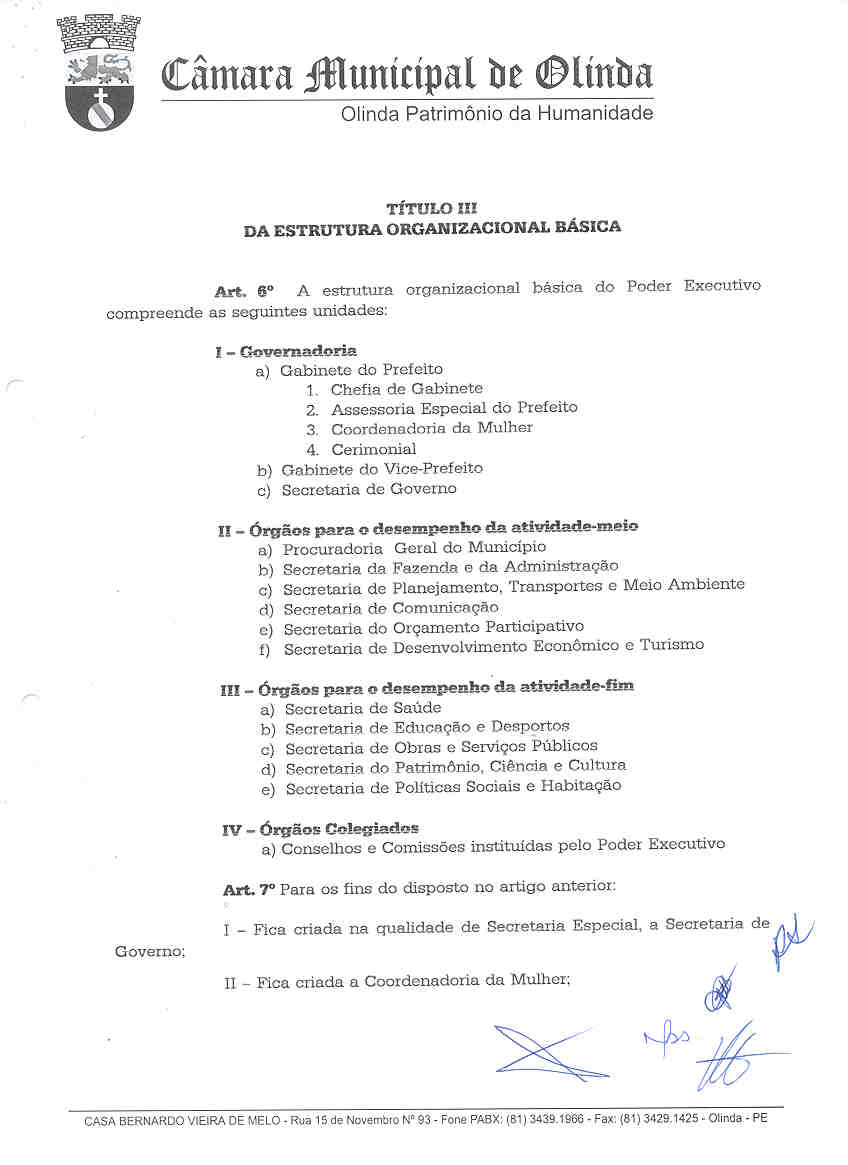 Câmara Municipal de Olinda
Olinda Patrimônio da Humanidade
TÍTULO III
DA ESTRUTURA ORGANIZACIONAL BÁSICA
Art. 6º A estrutura organizacional básica do Poder Executivo
compreende as seguintes unidades:
I – Governadoria
a) Gabinete do Prefeito
1. Chefia de Gabinete
2. Assessoria Especial do Prefeito
3. Coordenadoria da Mulher
4. Cerimonial
b) Gabinete do Vice-Prefeito
c) Secretaria de Governo
II – Órgãos para o desempenho da atividade-meio
a) Procuradoria Geral do Município
b) Secretaria da Fazenda e da Administração
c) Secretaria de Planejamento, Transportes e Meio Ambiente
d) Secretaria de Comunicação
e) Secretaria do Orçamento Participativo
f) Secretaria de Desenvolvimento Econômico e Turismo
III – Órgãos para o desempenho da atividade-fim
a) Secretaria de Saúde
b) Secretaria de Educação e Desportos
c) Secretaria de Obras e Serviços Públicos
d) Secretaria do Patrimônio, Ciência e Cultura
e) Secretaria de Políticas Sociais e Habitação
IV – Órgãos Colegiados
a) Conselhos e Comissões instituídas pelo Poder Executivo
Art. 7º Para os fins do disposto no artigo anterior:
I – Fica criada na qualidade de Secretaria Especial, a Secretaria de
Governo;
II – Fica criada a Coordenadoria da Mulher;
CASA BERNARDO VIEIRA DE MELO - Rua 15 de Novembro Nº 93 - Fone PABX: (81) 3439.1966 - Fax: (81) 3429.1425 - Olinda - PE